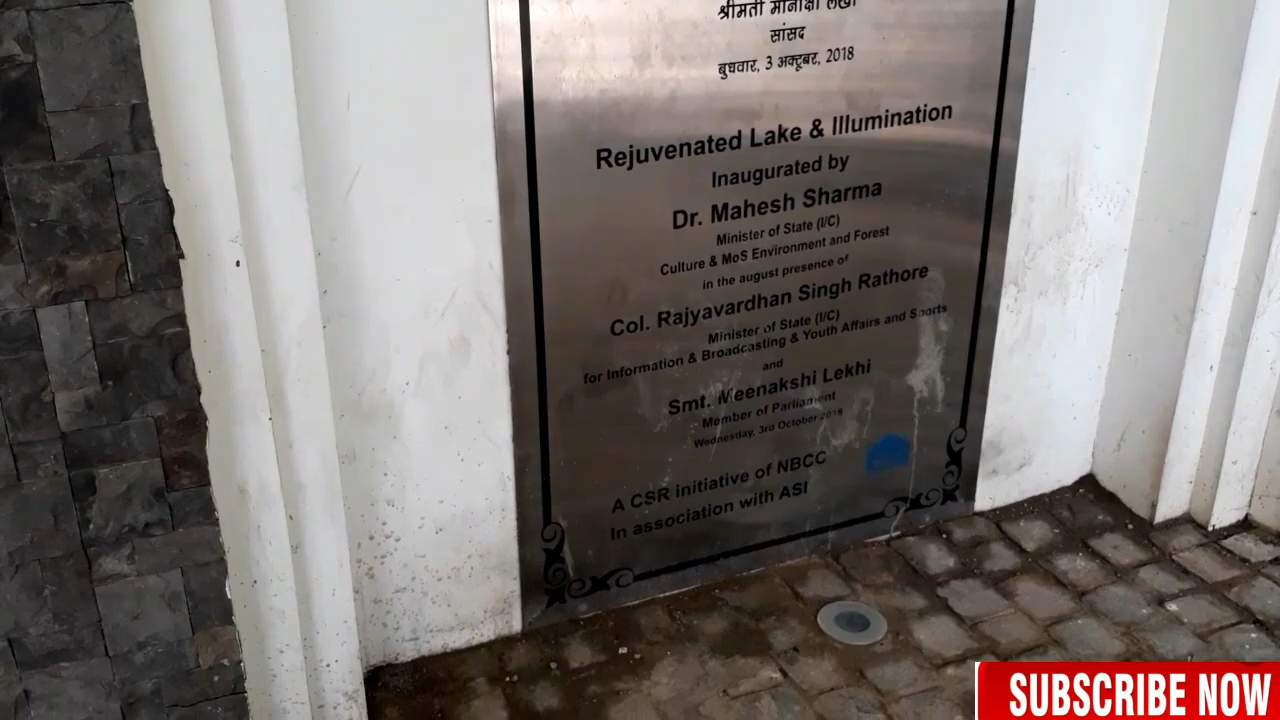 श्रीमती मीनाक्षी लेखी
सांसद
बुधवार, 3 अक्टूबर, 2018
Rejuvenated Lake & Illumination
Inaugurated by
Dr. Mahesh Sharma
Minister of State (I/C)
Culture & MoS Environment and Forest
in the august presence of
Col. Rajyavardhan Singh Rathore
Minister of State (I/C)
for Information & Broadcasting & Youth Affairs and Sports
and
Smt. Meenakshi Lekhi
Member of Parliament
Wednesday, 3rd October 2018
A CSR initiative of NBCC
In association with ASI
SUBSCRIBE NOW